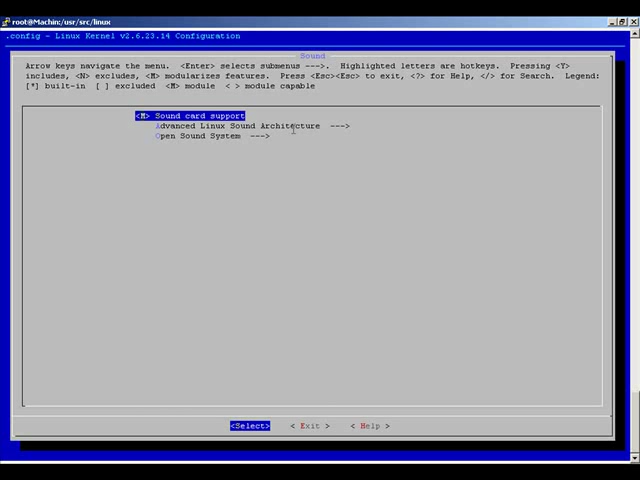 root@Machin:/usr/src/linux
.config - Linux Kernel v2.6.23.14 Configuration
Sound
Arrow keys navigate the menu. <Enter> selects submenus --->. Highlighted letters are hotkeys. Pressing <Y>
includes, <N> excludes, <M> modularizes features. Press <Esc><Esc> to exit, <?> for Help, </> for Search. Legend:
[*] built-in [ ] excluded <M> module < > module capable
<M> Sound card support
Advanced Linux Sound Architecture --->
Open Sound System --->
<Select> < Exit > < Help >